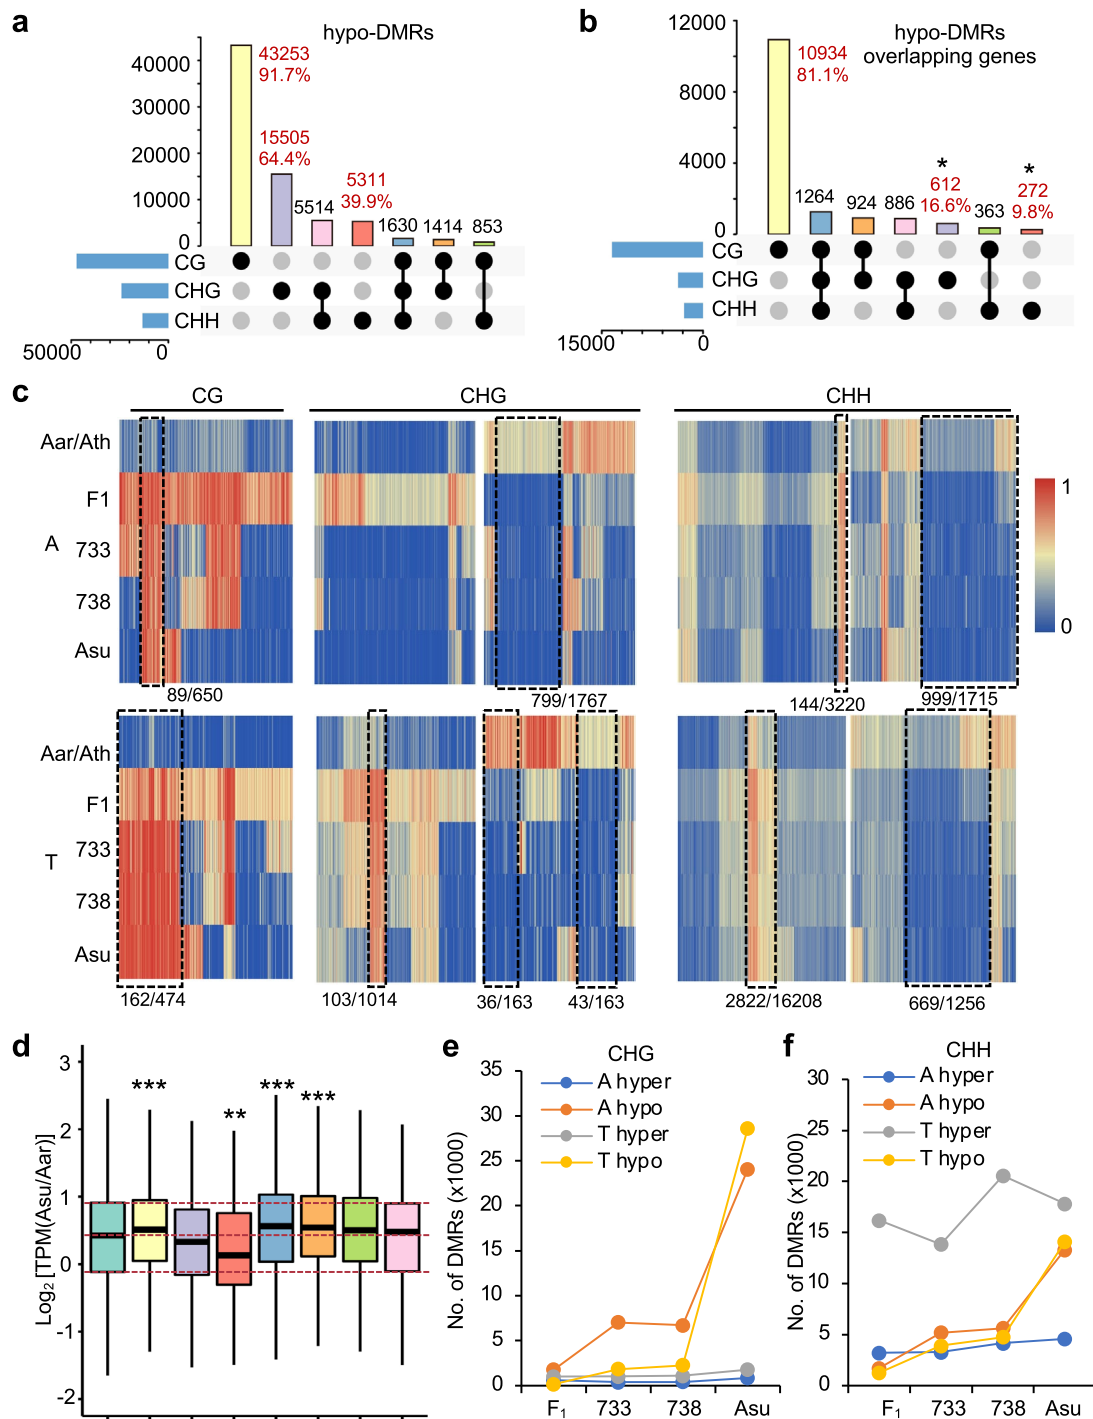 a
hypo-DMRs
40000
30000
20000
10000
0
43253
91.7%
15505
64.4%
5514
5311
39.9%
1630
1414
853
CG
CHG
CHH
50000
0
b
hypo-DMRs
overlapping genes
12000
8000
4000
0
10934
81.1%
1264
924
886
*
612
16.6%
363
*
272
9.8%
CG
CHG
CHH
15000
0
c
CG
CHG
CHH
Aar/Ath
F1
A
733
738
Asu
1
0
89/650
799/1767
144/3220
999/1715
Aar/Ath
F1
T
733
738
Asu
162/474
103/1014
36/163
43/163
2822/16208
669/1256
d
Log2 [TPM(Asu/Aar)]
3
2
1
0
-1
-2
***
**
***
***
e
CHG
No. of DMRs (x1000)
35
30
25
20
15
10
5
0
A hyper
A hypo
T hyper
T hypo
F1
733
738
Asu
f
CHH
No. of DMRs (x1000)
30
25
20
15
10
5
0
A hyper
A hypo
T hyper
T hypo
F1
733
738
Asu